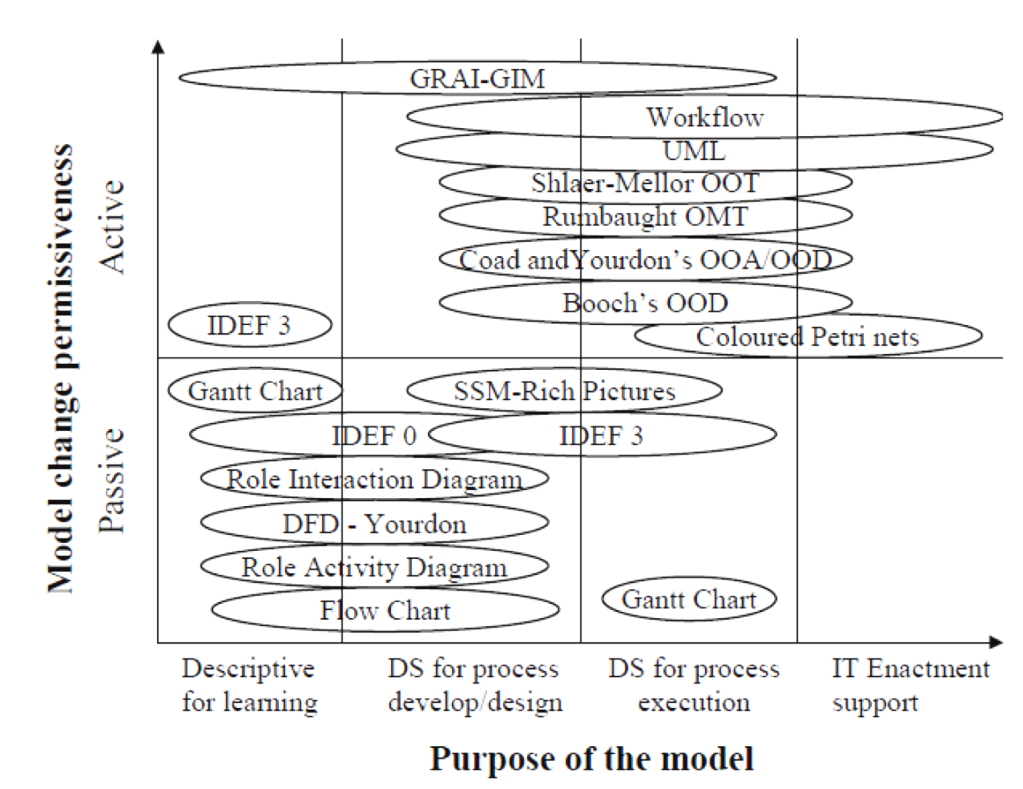 GRAI-GIM
Workflow
UML
Shlaer-Mellor OOT
Rumbaught OMT
Coad andYourdon's OOA/OOD
Booch's OOD
IDEF 3
Coloured Petri nets
Gantt Chart
SSM-Rich Pictures
IDEF 0
IDEF 3
Role Interaction Diagram
DFD - Yourdon
Role Activity Diagram
Flow Chart
Gantt Chart
Model change permissiveness
Active
Passive
Descriptive
for learning
DS for process
develop/design
DS for process
execution
IT Enactment
support
Purpose of the model